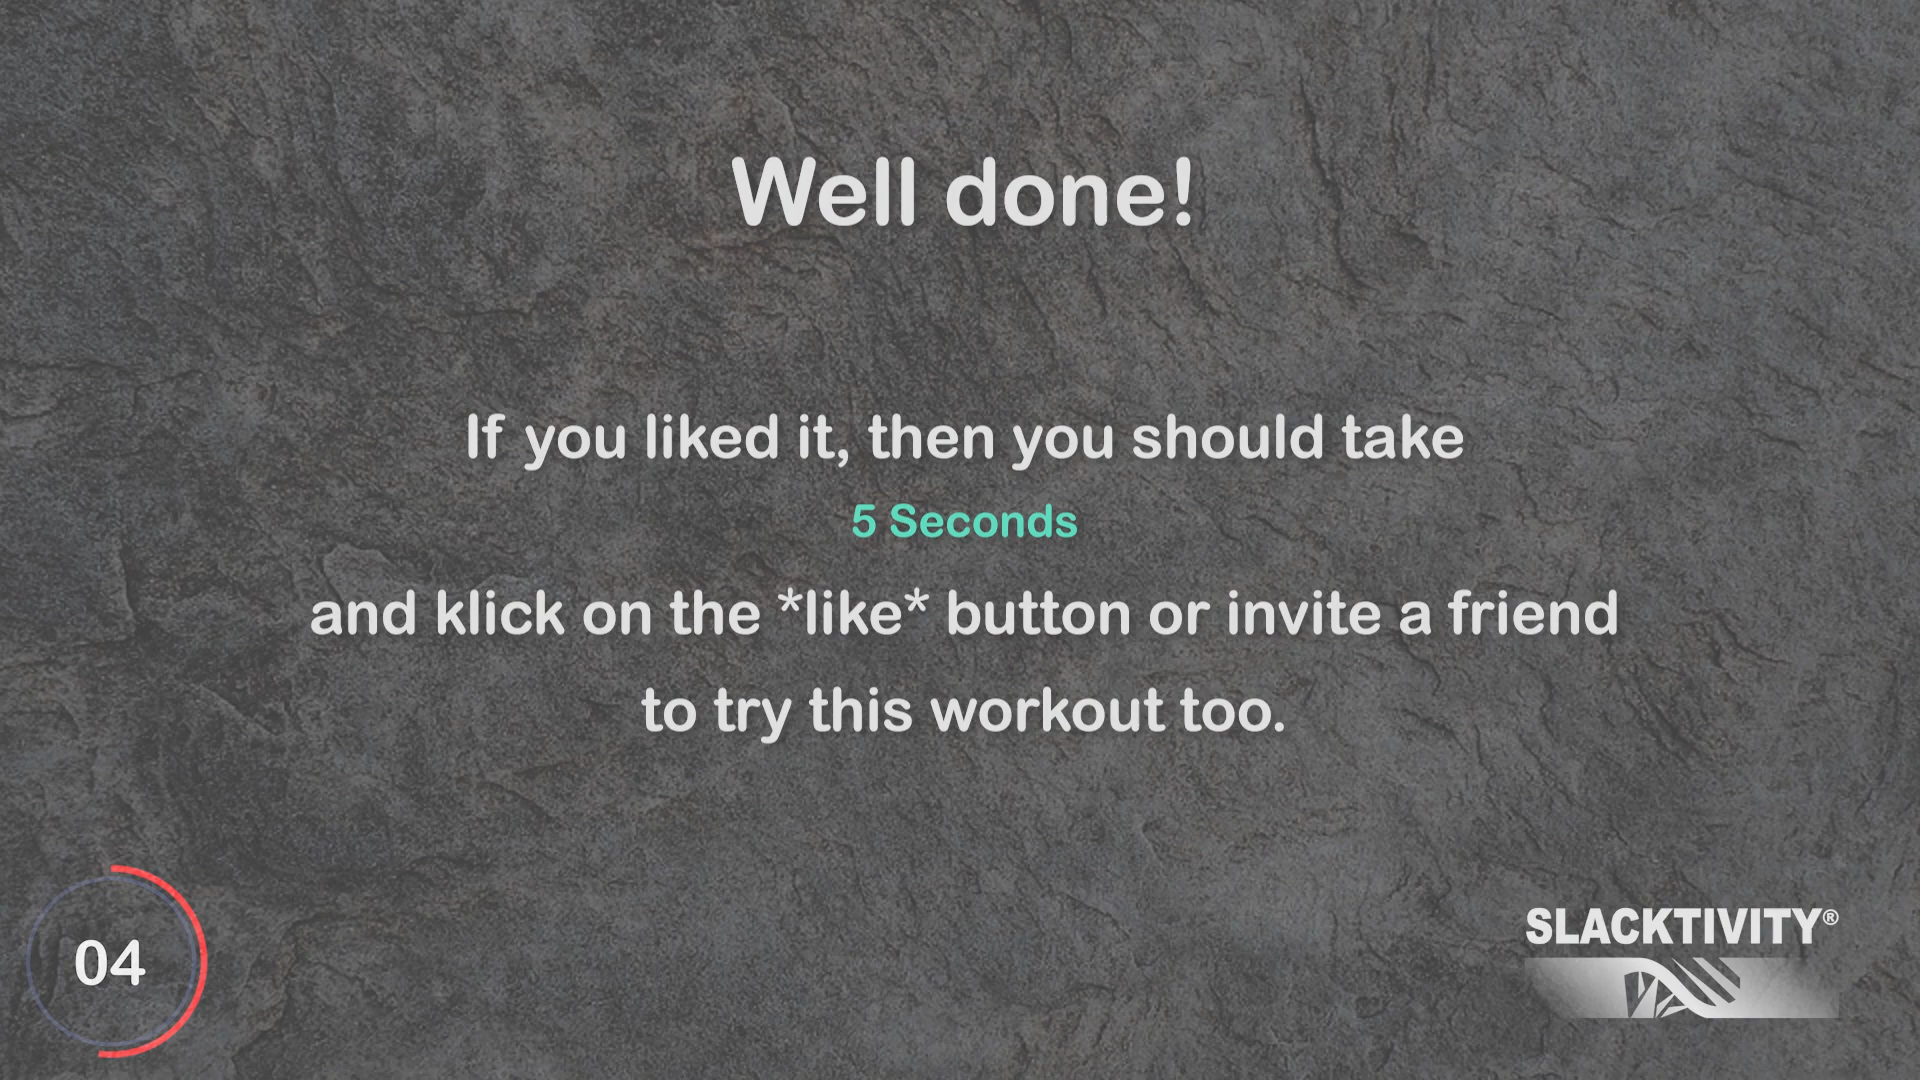 Well done!
If you liked it, then you should take
5 Seconds
and klick on the *like* button or invite a friend
to try this workout too.
04
SLACKTIVITY®